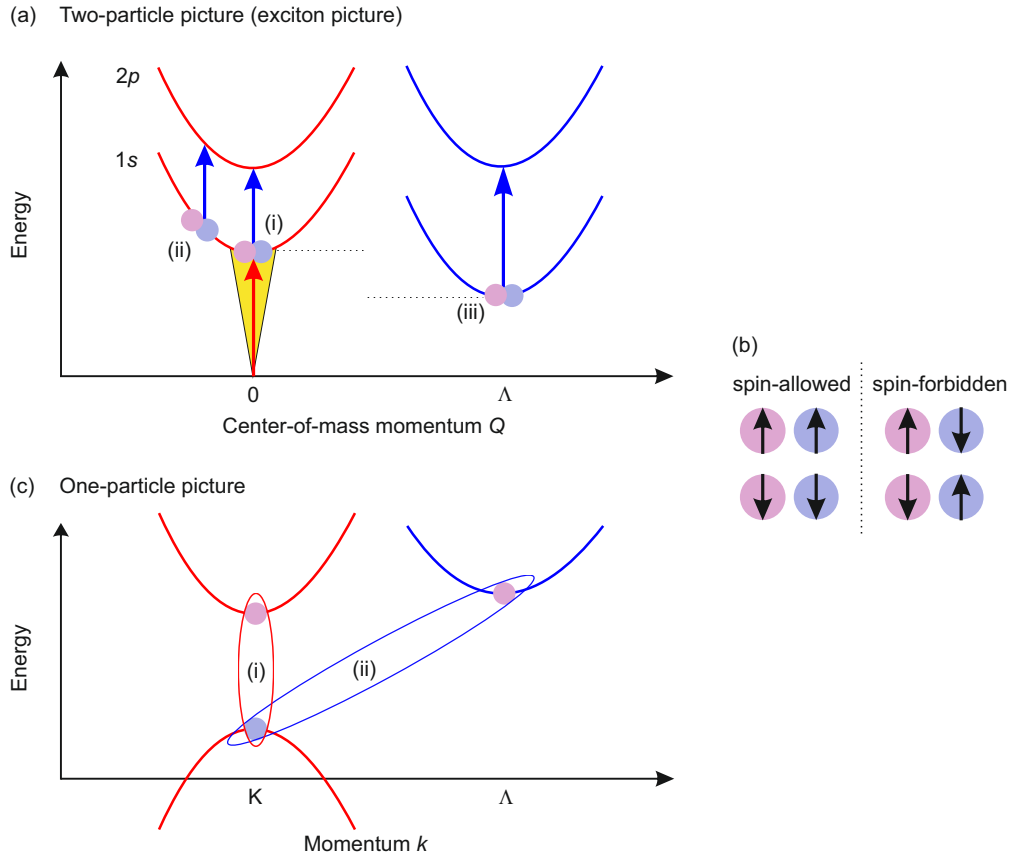 (a) Two-particle picture (exciton picture)
2p
1s
Energy
(i)
(ii)
(iii)
0
Λ
Center-of-mass momentum Q
(b)
spin-allowed
spin-forbidden
(c) One-particle picture
Energy
(i)
(ii)
K
Λ
Momentum k